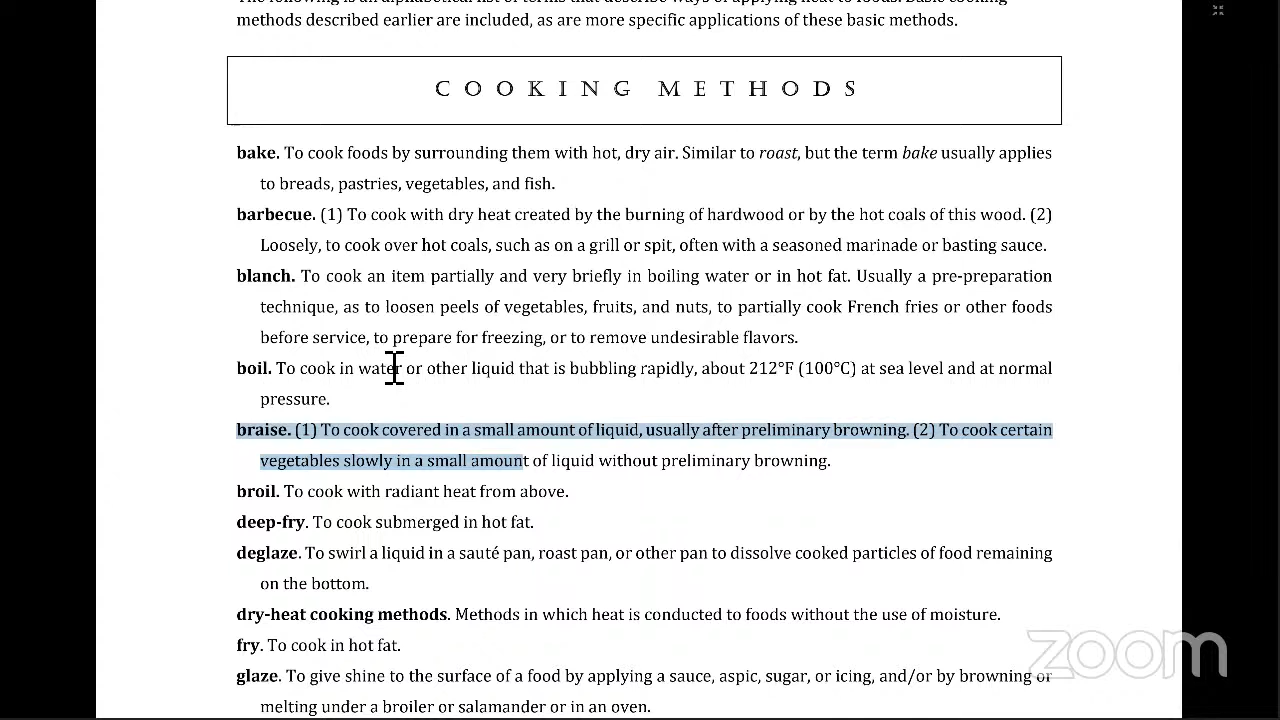 methods described earlier are included, as are more specific applications of these basic methods.
COOKING METHODS
bake. To cook foods by surrounding them with hot, dry air. Similar to roast, but the term bake usually applies
to breads, pastries, vegetables, and fish.
barbecue. (1) To cook with dry heat created by the burning of hardwood or by the hot coals of this wood. (2)
Loosely, to cook over hot coals, such as on a grill or spit, often with a seasoned marinade or basting sauce.
blanch. To cook an item partially and very briefly in boiling water or in hot fat. Usually a pre-preparation
technique, as to loosen peels of vegetables, fruits, and nuts, to partially cook French fries or other foods
before service, to prepare for freezing, or to remove undesirable flavors.
boil. To cook in water or other liquid that is bubbling rapidly, about 212°F (100°C) at sea level and at normal
pressure.
braise. (1) To cook covered in a small amount of liquid, usually after preliminary browning. (2) To cook certain
vegetables slowly in a small amount of liquid without preliminary browning.
broil. To cook with radiant heat from above.
deep-fry. To cook submerged in hot fat.
deglaze. To swirl a liquid in a sauté pan, roast pan, or other pan to dissolve cooked particles of food remaining
on the bottom.
dry-heat cooking methods. Methods in which heat is conducted to foods without the use of moisture.
fry. To cook in hot fat.
glaze. To give shine to the surface of a food by applying a sauce, aspic, sugar, or icing, and/or by browning or
melting under a broiler or salamander or in an oven.
zoom